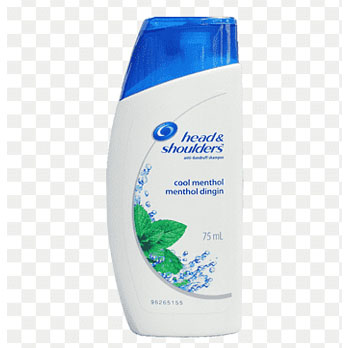 head&
shoulders
anti-dandruff shampoo
cool menthol
menthol dingin
75 mL
96265155